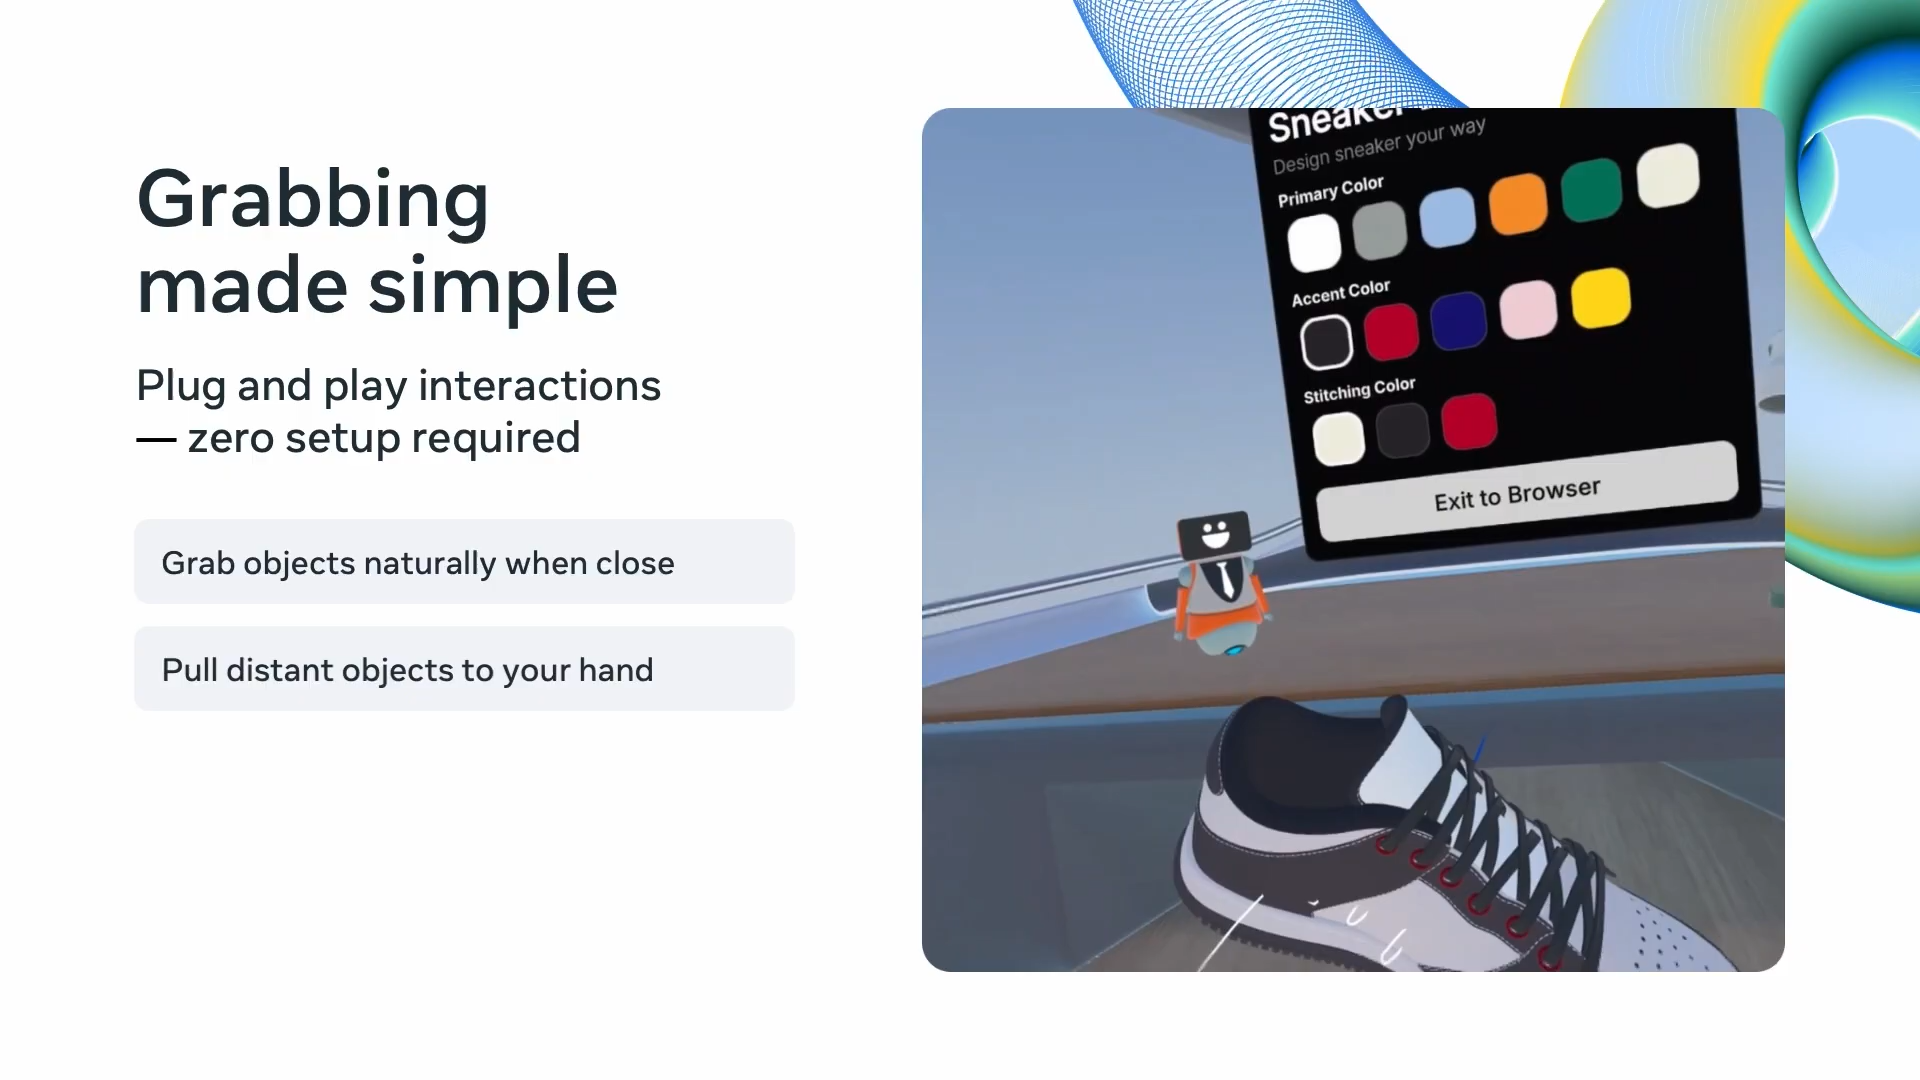 Grabbing
made simple
Plug and play interactions
— zero setup required
Grab objects naturally when close
Pull distant objects to your hand
Sneaker
Design sneaker your way
Primary Color
Accent Color
Stitching Color
Exit to Browser